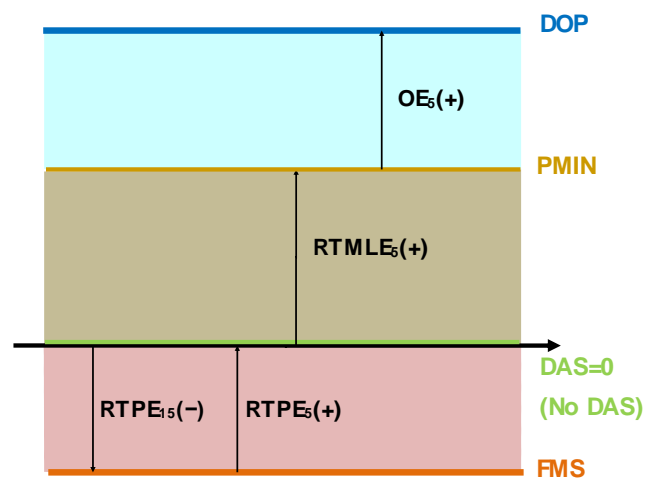 DOP
OE₅(+)
PMIN
RTMLE₅(+)
DAS=0
(No DAS)
RTPE₁₅(−)
RTPE₅(+)
FMS